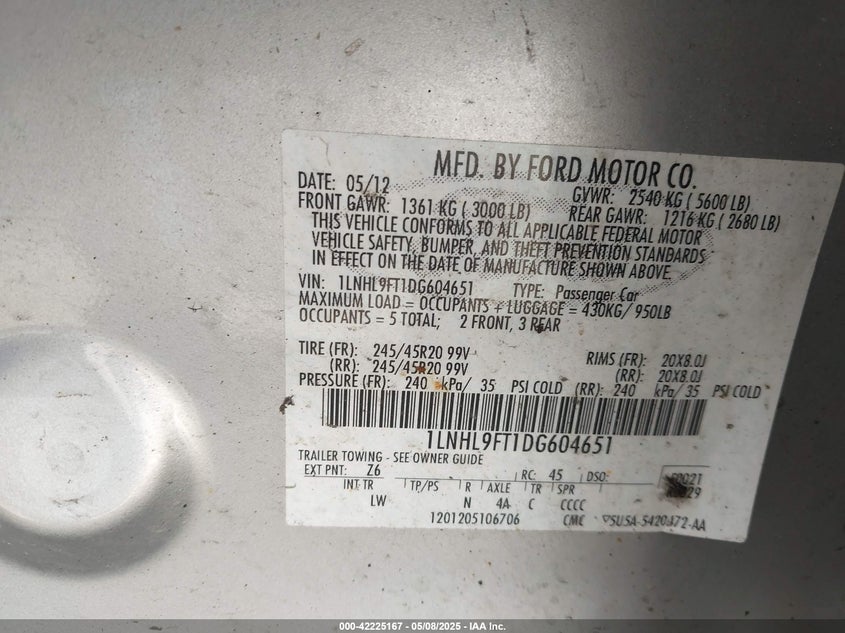 MFD. BY FORD MOTOR CO.
DATE: 05/12 GVWR: 2540 KG ( 5600 LB)
FRONT GAWR: 1361 KG ( 3000 LB) REAR GAWR: 1216 KG ( 2680 LB)
THIS VEHICLE CONFORMS TO ALL APPLICABLE FEDERAL MOTOR
VEHICLE SAFETY, BUMPER, AND THEFT PREVENTION STANDARDS
IN EFFECT ON THE DATE OF MANUFACTURE SHOWN ABOVE.
VIN: 1LNHL9FT1DG604651 TYPE: Passenger Car
MAXIMUM LOAD = OCCUPANTS + LUGGAGE = 430KG/ 950LB
OCCUPANTS = 5 TOTAL; 2 FRONT, 3 REAR
TIRE (FR): 245/45R20 99V RIMS (FR): 20X8.0J
(RR): 245/45R20 99V (RR): 20X8.0J
PRESSURE (FR): 240 kPa/ 35 PSI COLD (RR): 240 kPa/ 35 PSI COLD
1LNHL9FT1DG604651
TRAILER TOWING - SEE OWNER GUIDE
EXT PNT: Z6 RC: 45 DSO:
INT TR TP/PS R AXLE TR SPR
LW N 4A C CCCC
1201205106706 CMC
000-42225167 - 05/08/2025 - IAA Inc.